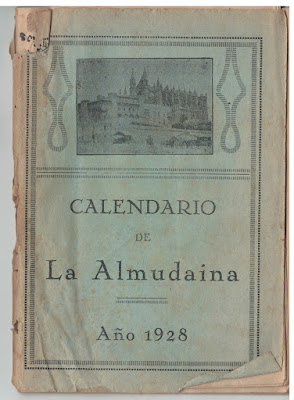 CALENDARIO
DE
La Almudaina
Año 1928